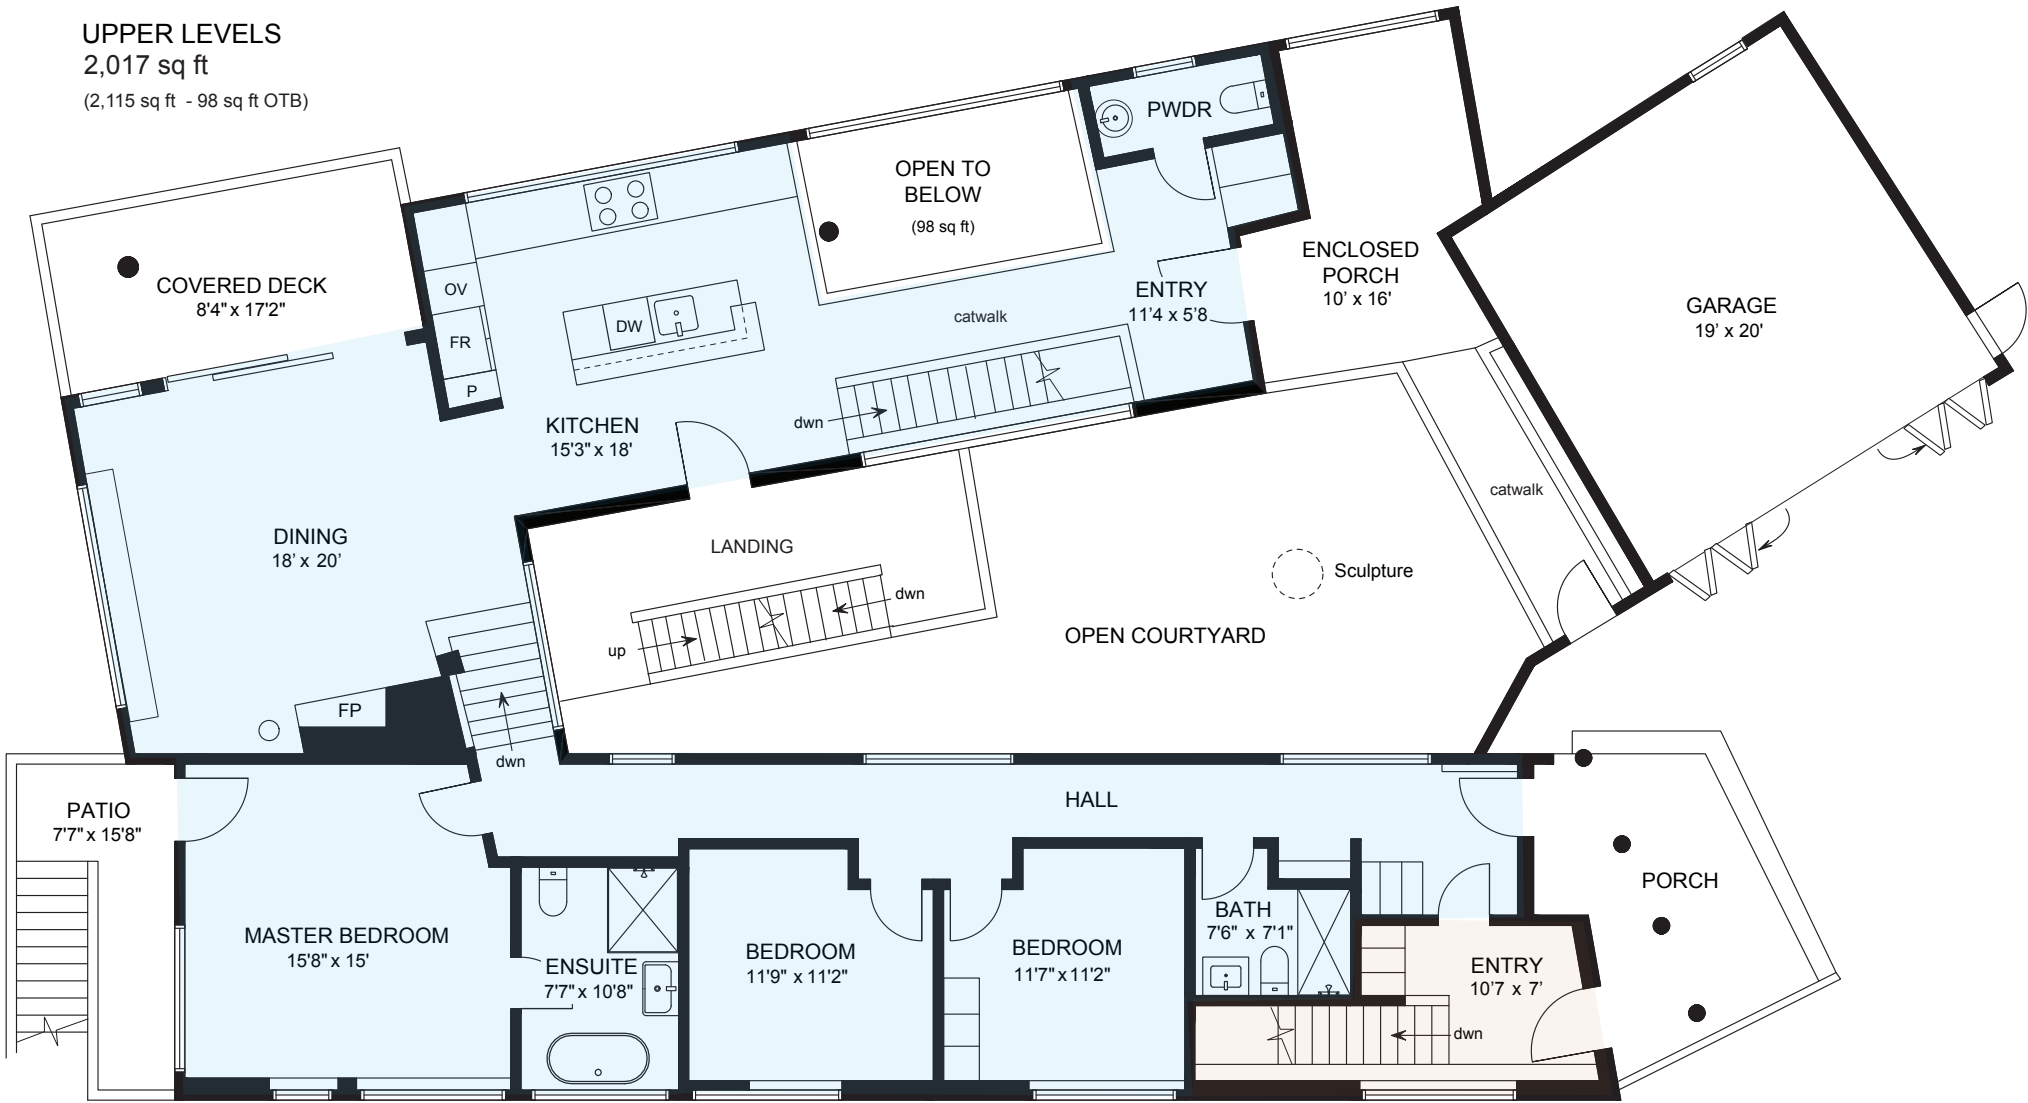 UPPER LEVELS
2,017 sq ft
(2,115 sq ft - 98 sq ft OTB)
PWDR
OPEN TO
BELOW
(98 sq ft)
COVERED DECK
8'4" x 17'2"
OV
FR
P
DW
catwalk
ENTRY
11'4 x 5'8
ENCLOSED
PORCH
10' x 16'
GARAGE
19' x 20'
dwn
KITCHEN
15'3" x 18'
catwalk
DINING
18' x 20'
LANDING
Sculpture
dwn
up
OPEN COURTYARD
FP
dwn
PATIO
7'7" x 15'8"
HALL
PORCH
MASTER BEDROOM
15'8" x 15'
ENSUITE
7'7" x 10'8"
BEDROOM
11'9" x 11'2"
BEDROOM
11'7" x 11'2"
BATH
7'6" x 7'1"
ENTRY
10'7 x 7'
dwn